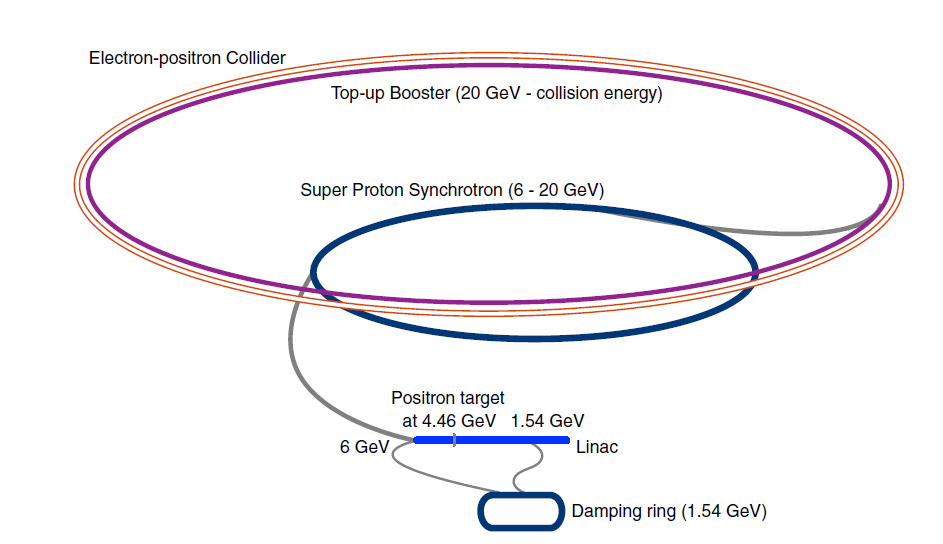 Electron-positron Collider
Top-up Booster (20 GeV - collision energy)
Super Proton Synchrotron (6 - 20 GeV)
Positron target
at 4.46 GeV
1.54 GeV
6 GeV
Linac
Damping ring (1.54 GeV)